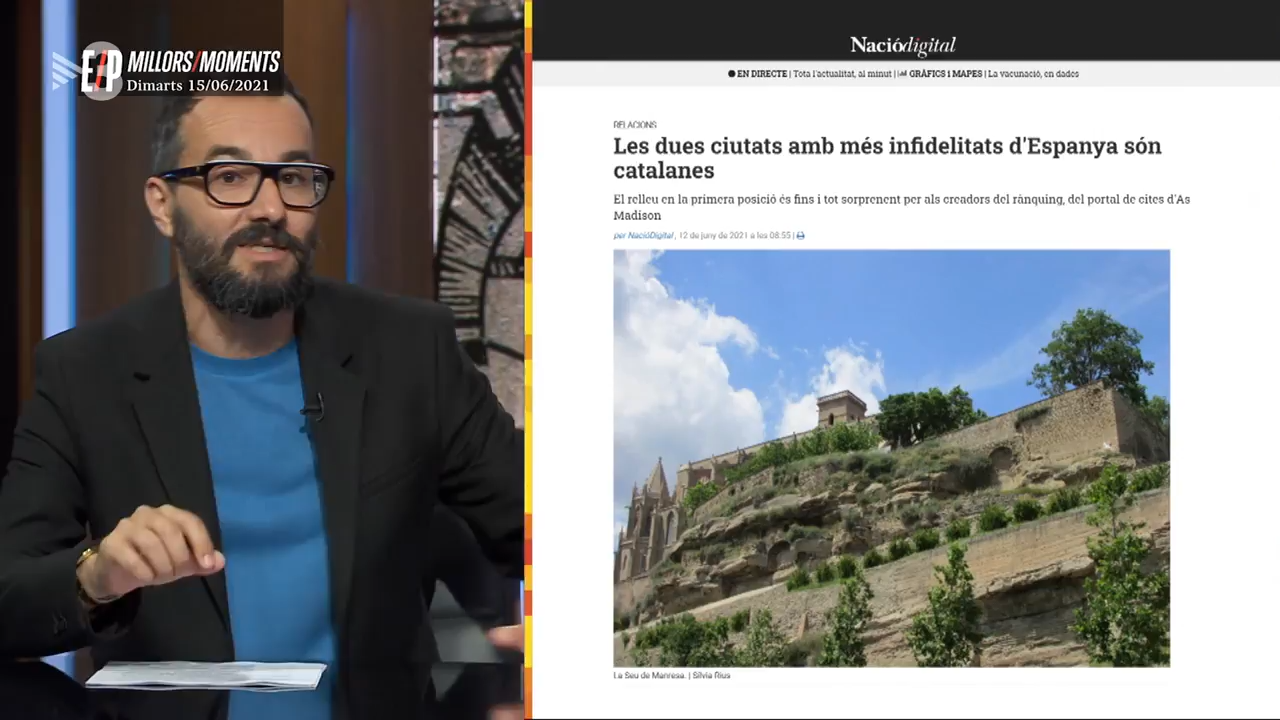 E/P MILLORS/MOMENTS
Dimarts 15/06/2021
Naciódigital
EN DIRECTE | Tota l'actualitat, al minut | GRÀFICS i MAPES | La vacunació, en dades
RELACIONS
Les dues ciutats amb més infidelitats d'Espanya són
catalanes
El relleu en la primera posició és fins i tot sorprenent per als creadors del rànquing, del portal de cites d'As
Madison
per NacióDigital, 12 de juny de 2021 a les 08:55 |
La Seu de Manresa. | Sílvia Rius